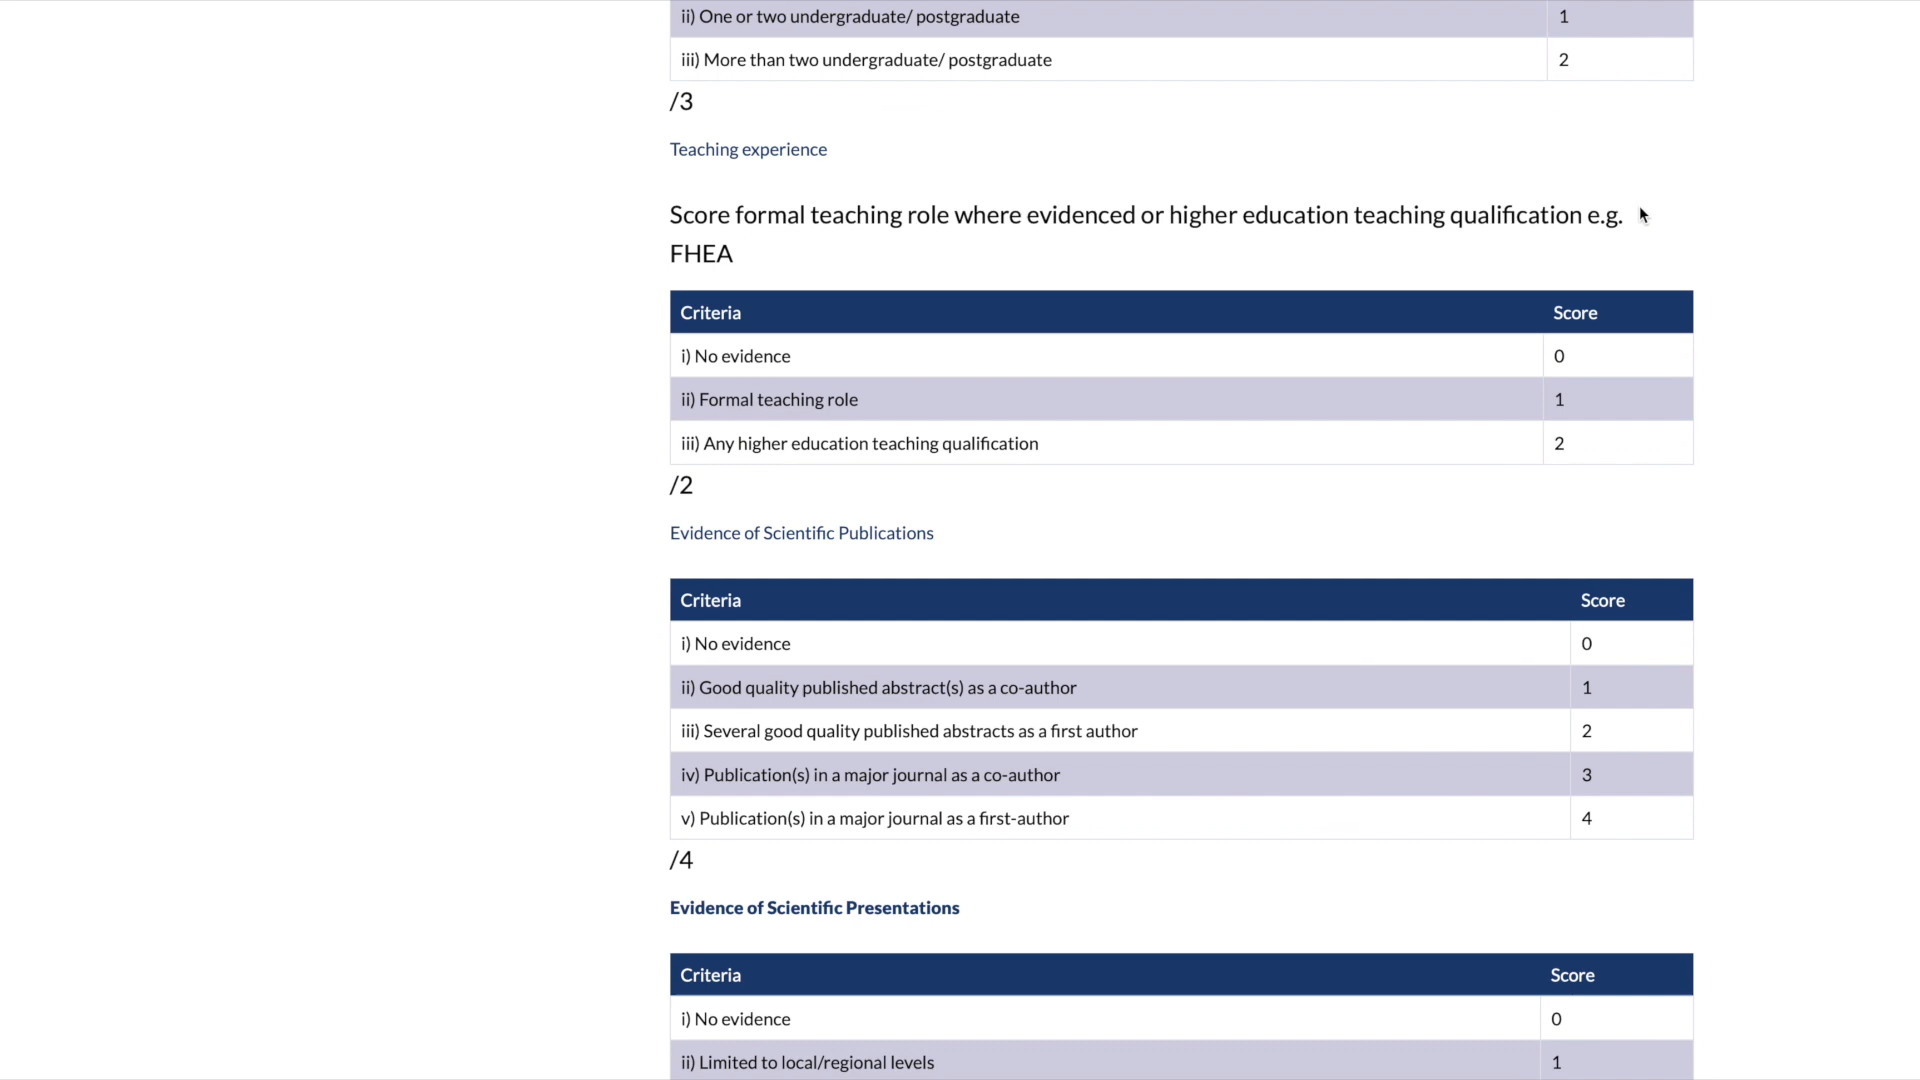 ii) One or two undergraduate/ postgraduate 1
iii) More than two undergraduate/ postgraduate 2
/3
Teaching experience
Score formal teaching role where evidenced or higher education teaching qualification e.g.
FHEA
Criteria Score
i) No evidence 0
ii) Formal teaching role 1
iii) Any higher education teaching qualification 2
/2
Evidence of Scientific Publications
Criteria Score
i) No evidence 0
ii) Good quality published abstract(s) as a co-author 1
iii) Several good quality published abstracts as a first author 2
iv) Publication(s) in a major journal as a co-author 3
v) Publication(s) in a major journal as a first-author 4
/4
Evidence of Scientific Presentations
Criteria Score
i) No evidence 0
ii) Limited to local/regional levels 1